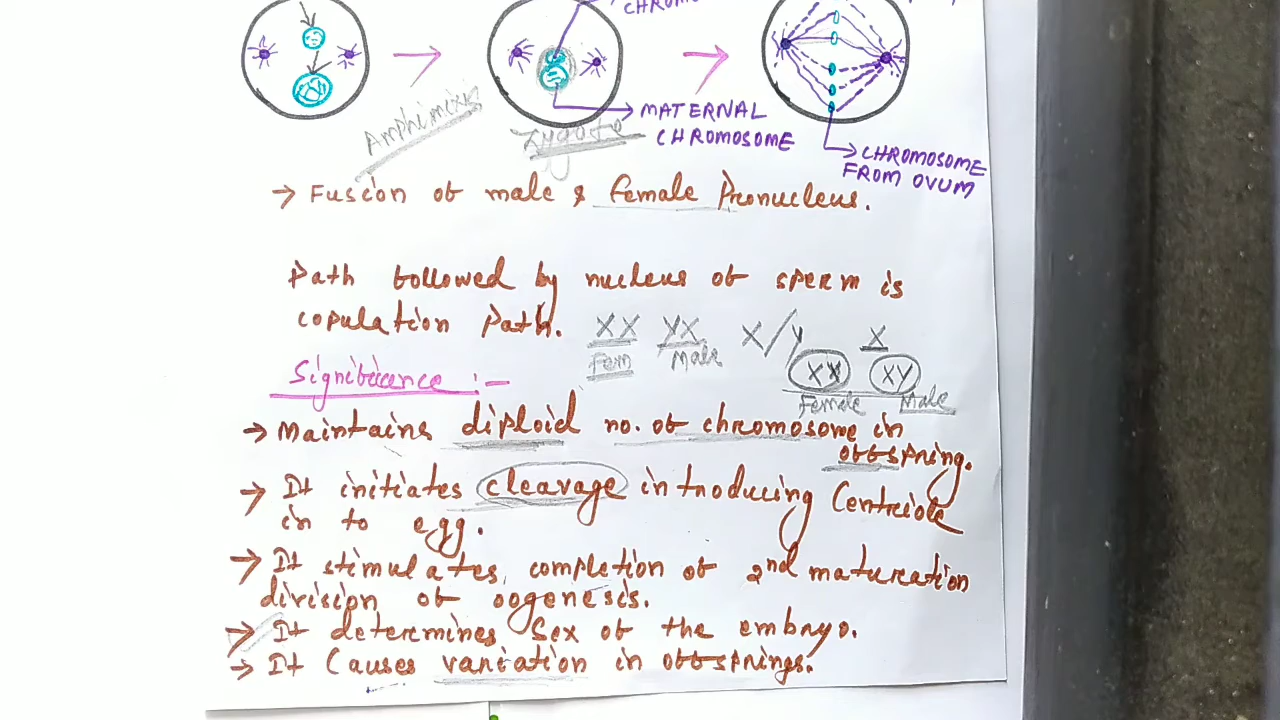 MATERNAL
CHROMOSOME
Amphimixis
Zygote
CHROMOSOME
FROM OVUM
→ Fusion of male & female Pronucleus.
Path followed by nucleus of sperm is
copulation Path.
XX YX X/Y X
Fem Male XX XY
Female Male
Significance :-
→ Maintains diploid no. of chromosome in
offspring.
→ It initiates cleavage introducing Centriole
in to egg.
→ It stimulates completion of 2nd maturation
division of oogenesis.
→ It determines Sex of the embryo.
→ It Causes variation in offsprings.